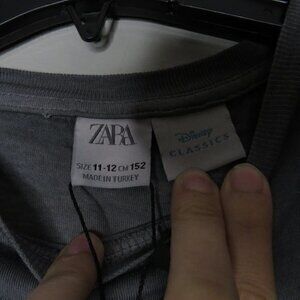 ZARA
SIZE 11-12 CM 152
MADE IN TURKEY
Disney
CLASSICS